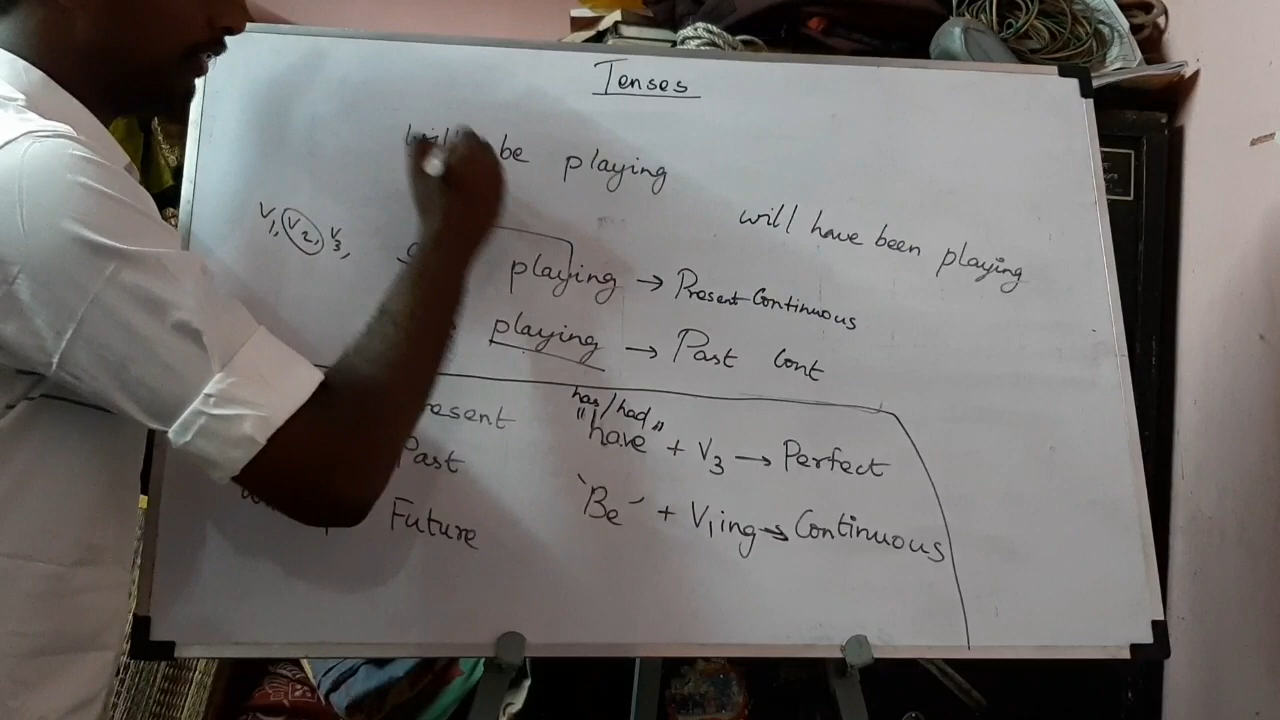 Tenses
will be playing
will have been playing
V1, V2, V3,
playing → Present Continuous
playing → Past Cont
has/had
Present "have" + V3 → Perfect
Past
Future 'Be' + V1ing → Continuous